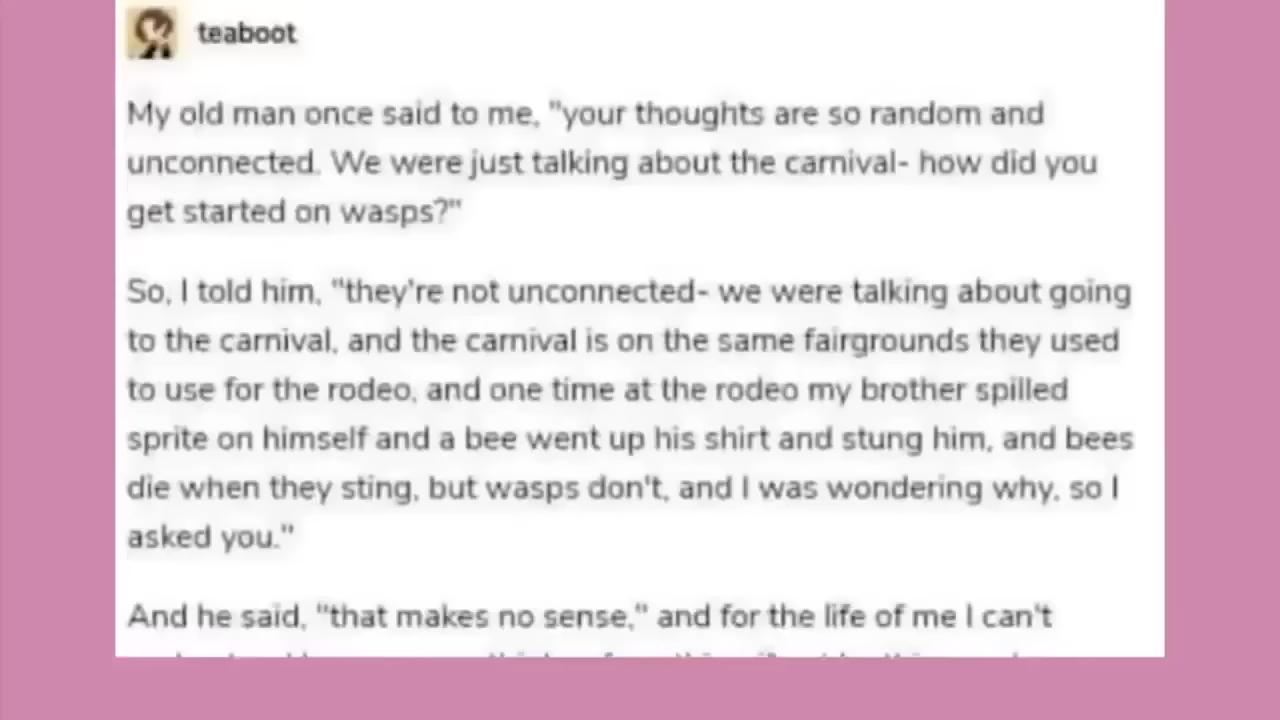 teaboot
My old man once said to me, "your thoughts are so random and
unconnected. We were just talking about the carnival- how did you
get started on wasps?"
So, I told him, "they're not unconnected- we were talking about going
to the carnival, and the carnival is on the same fairgrounds they used
to use for the rodeo, and one time at the rodeo my brother spilled
sprite on himself and a bee went up his shirt and stung him, and bees
die when they sting, but wasps don't, and I was wondering why, so I
asked you."
And he said, "that makes no sense," and for the life of me I can't